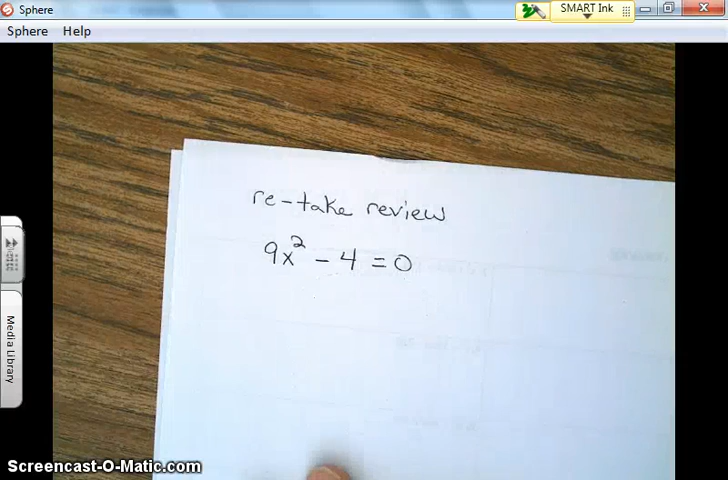 Sphere
SMART Ink
Sphere Help
re-take review
9x² - 4 = 0
Media Library
Screencast-O-Matic.com